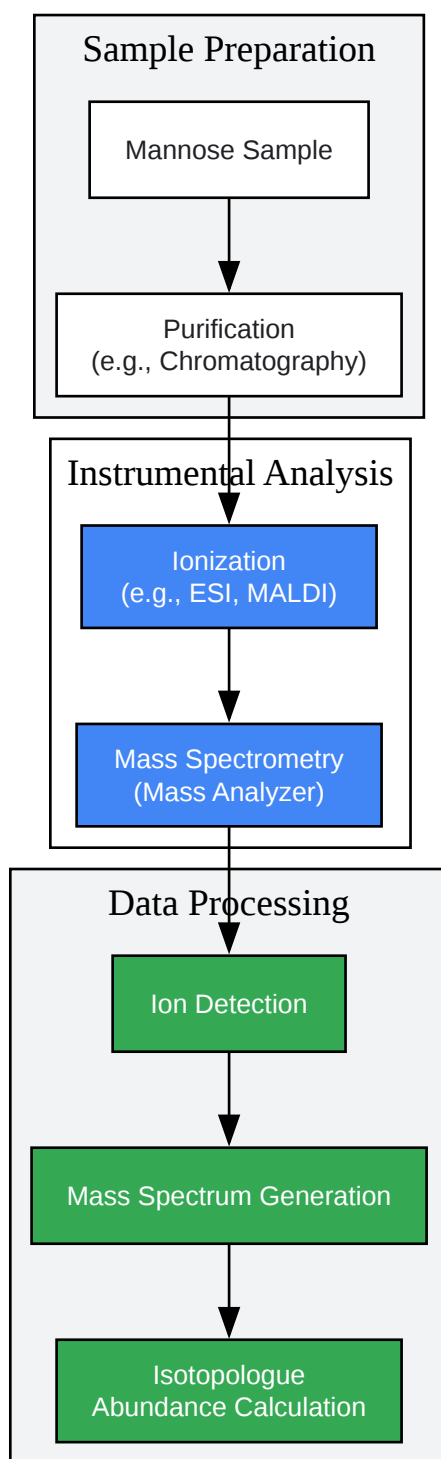 Sample Preparation
Mannose Sample
Purification
(e.g., Chromatography)
Instrumental Analysis
Ionization
(e.g., ESI, MALDI)
Mass Spectrometry
(Mass Analyzer)
Data Processing
Ion Detection
Mass Spectrum Generation
Isotopologue
Abundance Calculation